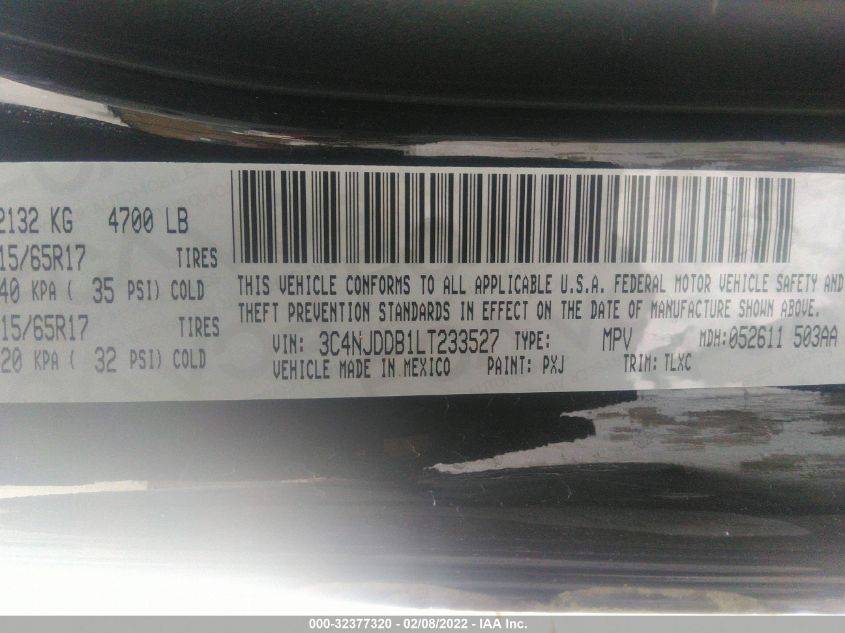 2132 KG 4700 LB
15/65R17 TIRES
40 KPA ( 35 PSI) COLD
15/65R17 TIRES
20 KPA ( 32 PSI) COLD
THIS VEHICLE CONFORMS TO ALL APPLICABLE U.S.A. FEDERAL MOTOR VEHICLE SAFETY AND
THEFT PREVENTION STANDARDS IN EFFECT ON THE DATE OF MANUFACTURE SHOWN ABOVE.
VIN: 3C4NJDDB1LT233527 TYPE: MPV MDH:052611 503AA
VEHICLE MADE IN MEXICO PAINT: PXJ TRIM: TLXC
000-32377320 - 02/08/2022 - IAA Inc.